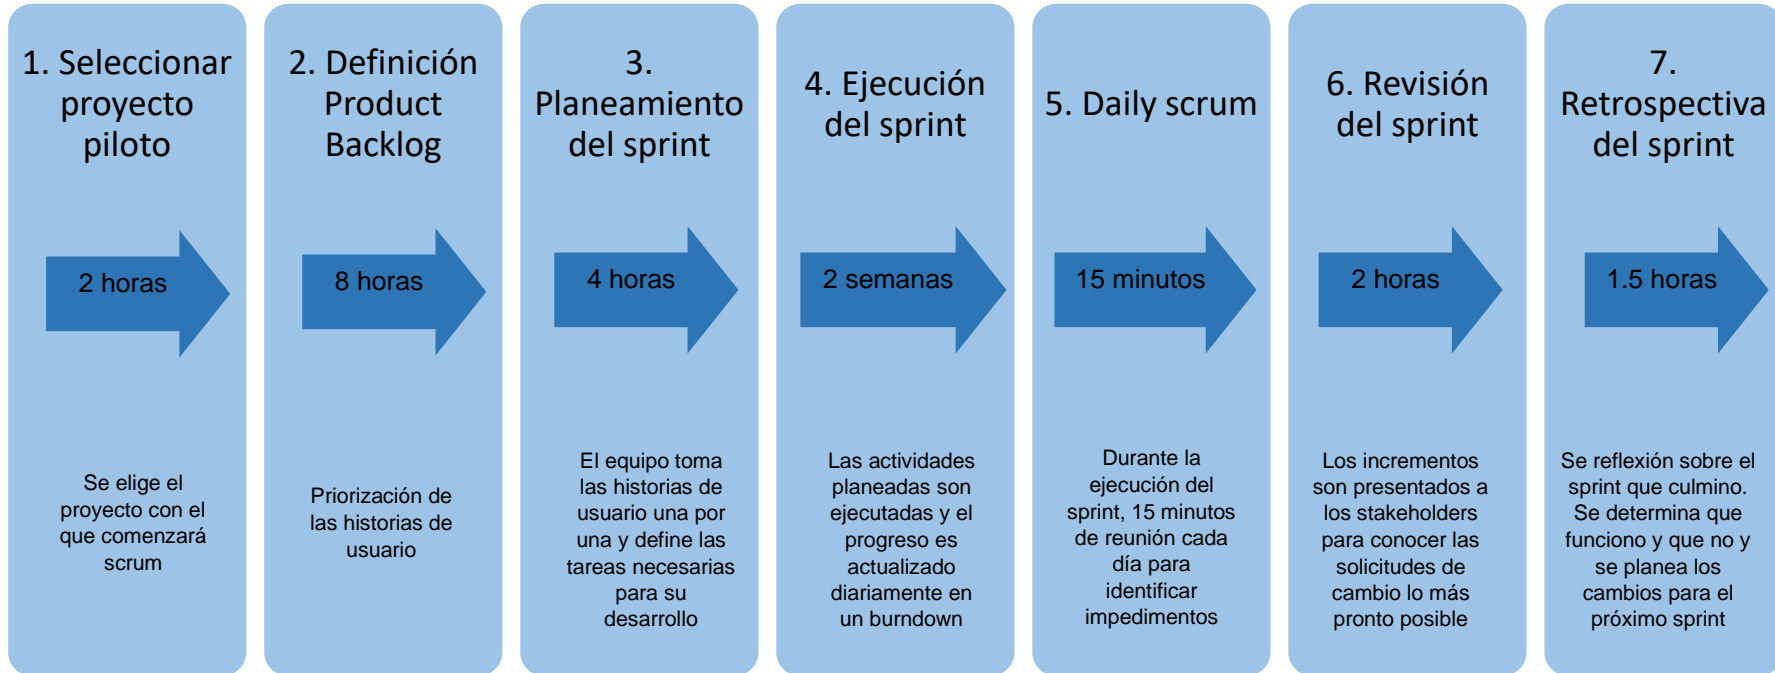 1. Seleccionar
proyecto
piloto
2 horas
Se elige el
proyecto con el
que comenzará
scrum
2. Definición
Product
Backlog
8 horas
Priorización de
las historias de
usuario
3.
Planeamiento
del sprint
4 horas
El equipo toma
las historias de
usuario una por
una y define las
tareas necesarias
para su
desarrollo
4. Ejecución
del sprint
2 semanas
Las actividades
planeadas son
ejecutadas y el
progreso es
actualizado
diariamente en
un burndown
5. Daily scrum
15 minutos
Durante la
ejecución del
sprint, 15 minutos
de reunión cada
día para
identificar
impedimentos
6. Revisión
del sprint
2 horas
Los incrementos
son presentados a
los stakeholders
para conocer las
solicitudes de
cambio lo más
pronto posible
7.
Retrospectiva
del sprint
1.5 horas
Se reflexión sobre el
sprint que culmino.
Se determina que
funciono y que no y
se planea los
cambios para el
próximo sprint